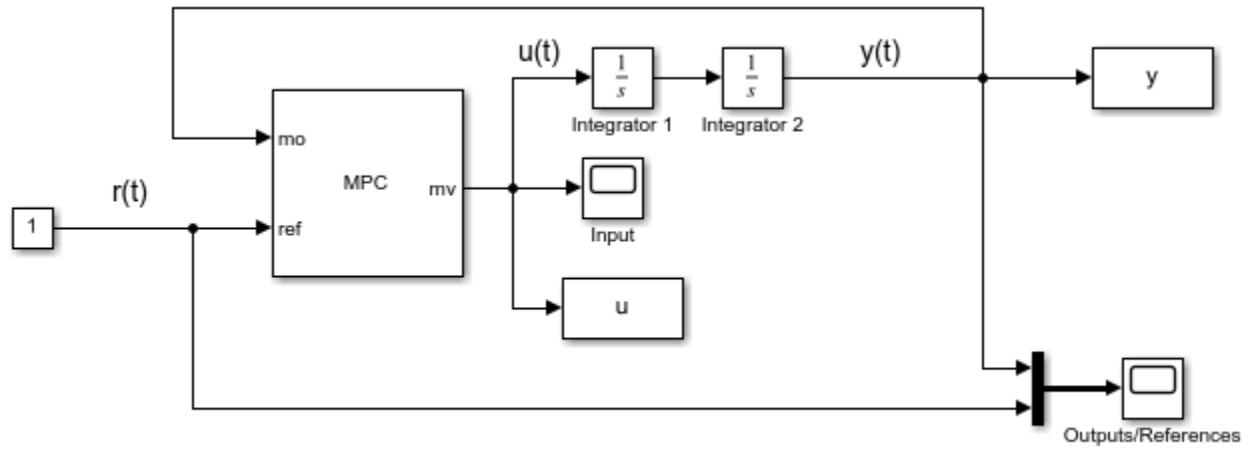 u(t)
1
s
Integrator 1
1
s
Integrator 2
y(t)
y
mo
MPC
mv
ref
r(t)
1
Input
u
Outputs/References